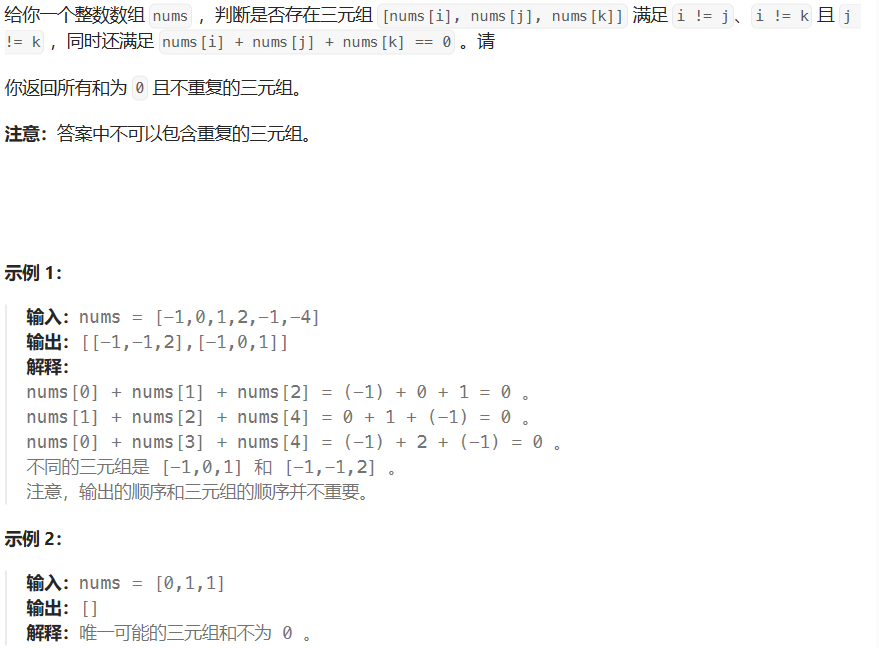 给你一个整数数组 nums ，判断是否存在三元组 [nums[i], nums[j], nums[k]] 满足 i != j、i != k 且 j
!= k ，同时还满足 nums[i] + nums[j] + nums[k] == 0 。请
你返回所有和为 0 且不重复的三元组。
注意：答案中不可以包含重复的三元组。
示例 1：
输入：nums = [-1,0,1,2,-1,-4]
输出：[[-1,-1,2],[-1,0,1]]
解释：
nums[0] + nums[1] + nums[2] = (-1) + 0 + 1 = 0 。
nums[1] + nums[2] + nums[4] = 0 + 1 + (-1) = 0 。
nums[0] + nums[3] + nums[4] = (-1) + 2 + (-1) = 0 。
不同的三元组是 [-1,0,1] 和 [-1,-1,2] 。
注意，输出的顺序和三元组的顺序并不重要。
示例 2：
输入：nums = [0,1,1]
输出：[]
解释：唯一可能的三元组和不为 0 。